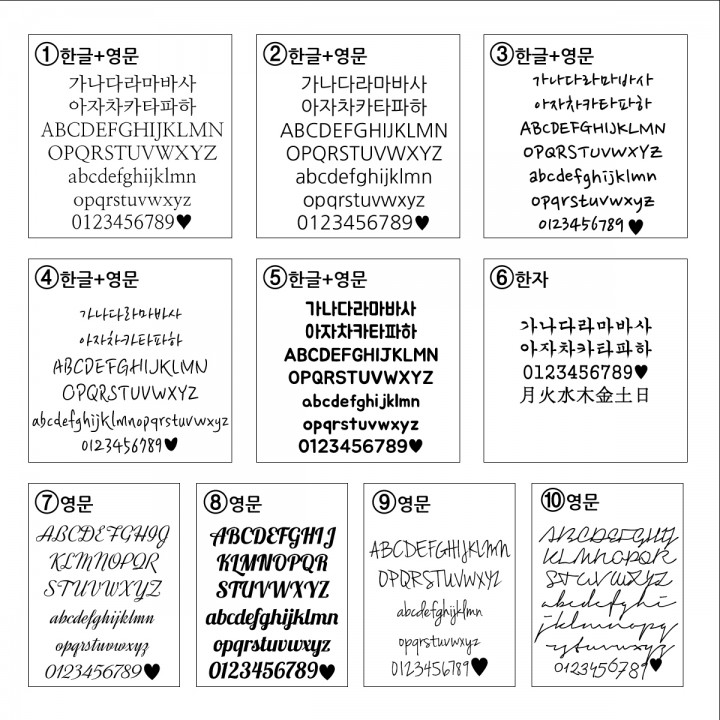 ①한글+영문
가나다라마바사
아자차카타파하
ABCDEFGHIJKLMN
OPQRSTUVWXYZ
abcdefghijklmn
opqrstuvwxyz
0123456789♥
②한글+영문
가나다라마바사
아자차카타파하
ABCDEFGHIJKLMN
OPQRSTUVWXYZ
abcdefghijklmn
opqrstuvwxyz
0123456789♥
③한글+영문
가나다라마바사
아자차카타파하
ABCDEFGHIJKLMN
OPQRSTUVWXYZ
abcdefghijklmn
opqrstuvwxyz
0123456789♥
④한글+영문
가나다라마바사
아자차카타파하
ABCDEFGHIJKLN
OPQRSTUVWXYZ
abcdefghijklmnopqrstuvwxyz
0123456789♥
⑤한글+영문
가나다라마바사
아자차카타파하
ABCDEFGHIJKLMN
OPQRSTUVWXYZ
abcdefghijklmn
opqrstuvwxyz
0123456789♥
⑥한자
가나다라마바사
아자차카타파하
0123456789♥
月火水木金土日
⑦영문
ABCDEFGHIJ
KLMNOPQR
STUVWXYZ
abcdefghijklmn
opqrstuvwxyz
0123456789♥
⑧영문
ABCDEFGHIJ
KLMNOPQR
STUVWXYZ
abcdefghijklmn
opqrstuvwxyz
0123456789♥
⑨영문
ABCDEFGHIJKLMN
OPQRSTUVWXYZ
abcdefghijklmn
opqrstuvwxyz
0123456789♥
⑩영문
ABCDEFGHIJ
KLMNOPQR
STUVWXYZ
abcdefghi
jklmnopq
rstuvwxyz
0123456789♥